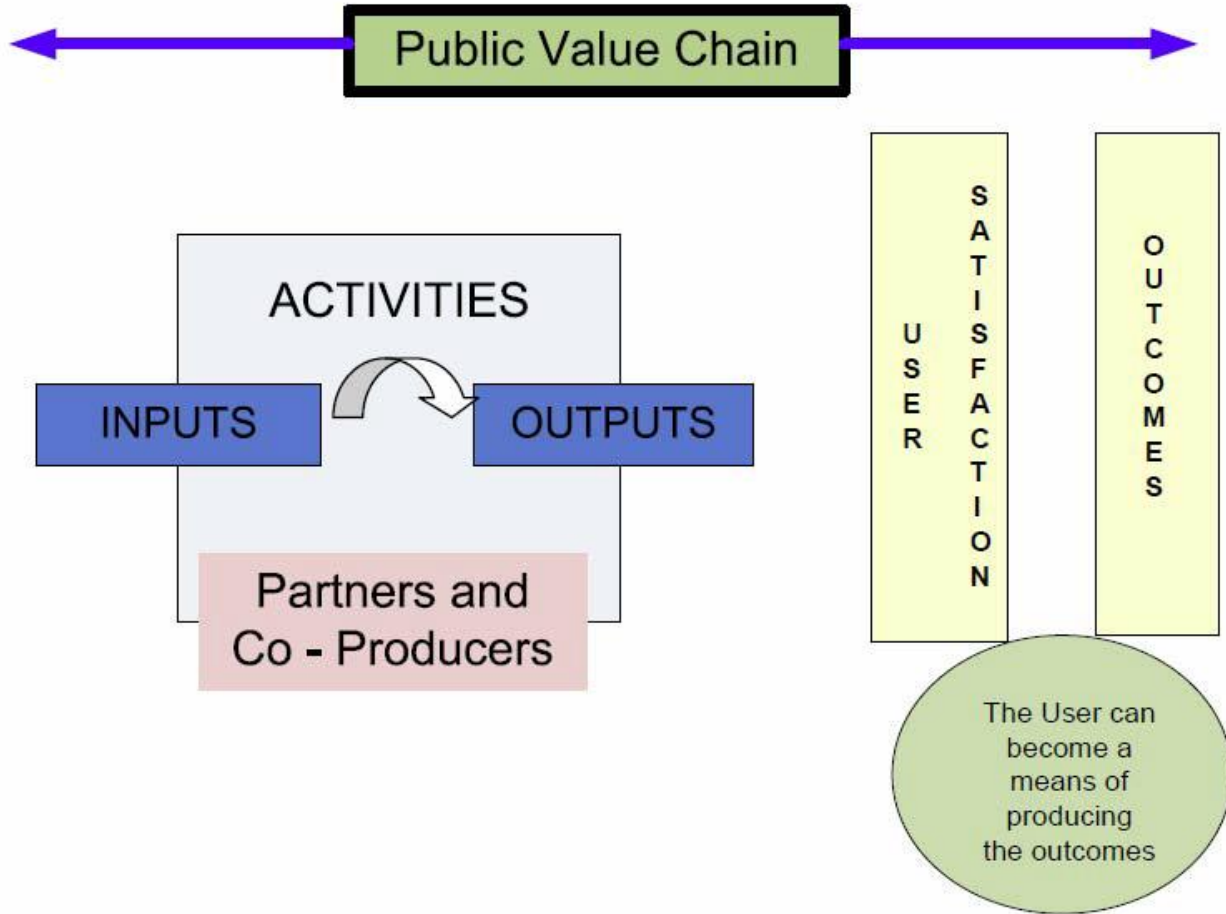 Public Value Chain
ACTIVITIES
INPUTS
OUTPUTS
Partners and
Co - Producers
USER
SATISFACTION
OUTCOMES
The User can
become a
means of
producing
the outcomes